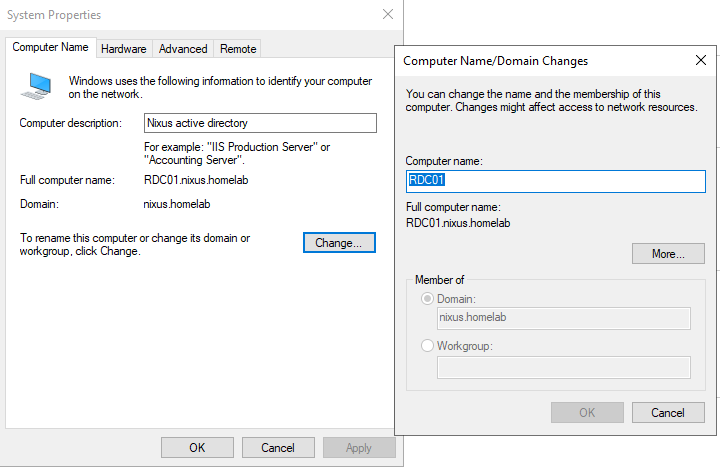 System Properties
Computer Name
Hardware
Advanced
Remote
Windows uses the following information to identify your computer
on the network.
Computer description:
Nixus active directory
For example: "IIS Production Server" or
"Accounting Server".
Full computer name:
RDC01.nixus.homelab
Domain:
nixus.homelab
To rename this computer or change its domain or
workgroup, click Change.
Change...
OK
Cancel
Apply
Computer Name/Domain Changes
You can change the name and the membership of this
computer. Changes might affect access to network resources.
Computer name:
RDC01
Full computer name:
RDC01.nixus.homelab
More...
Member of
Domain:
nixus.homelab
Workgroup:
OK
Cancel